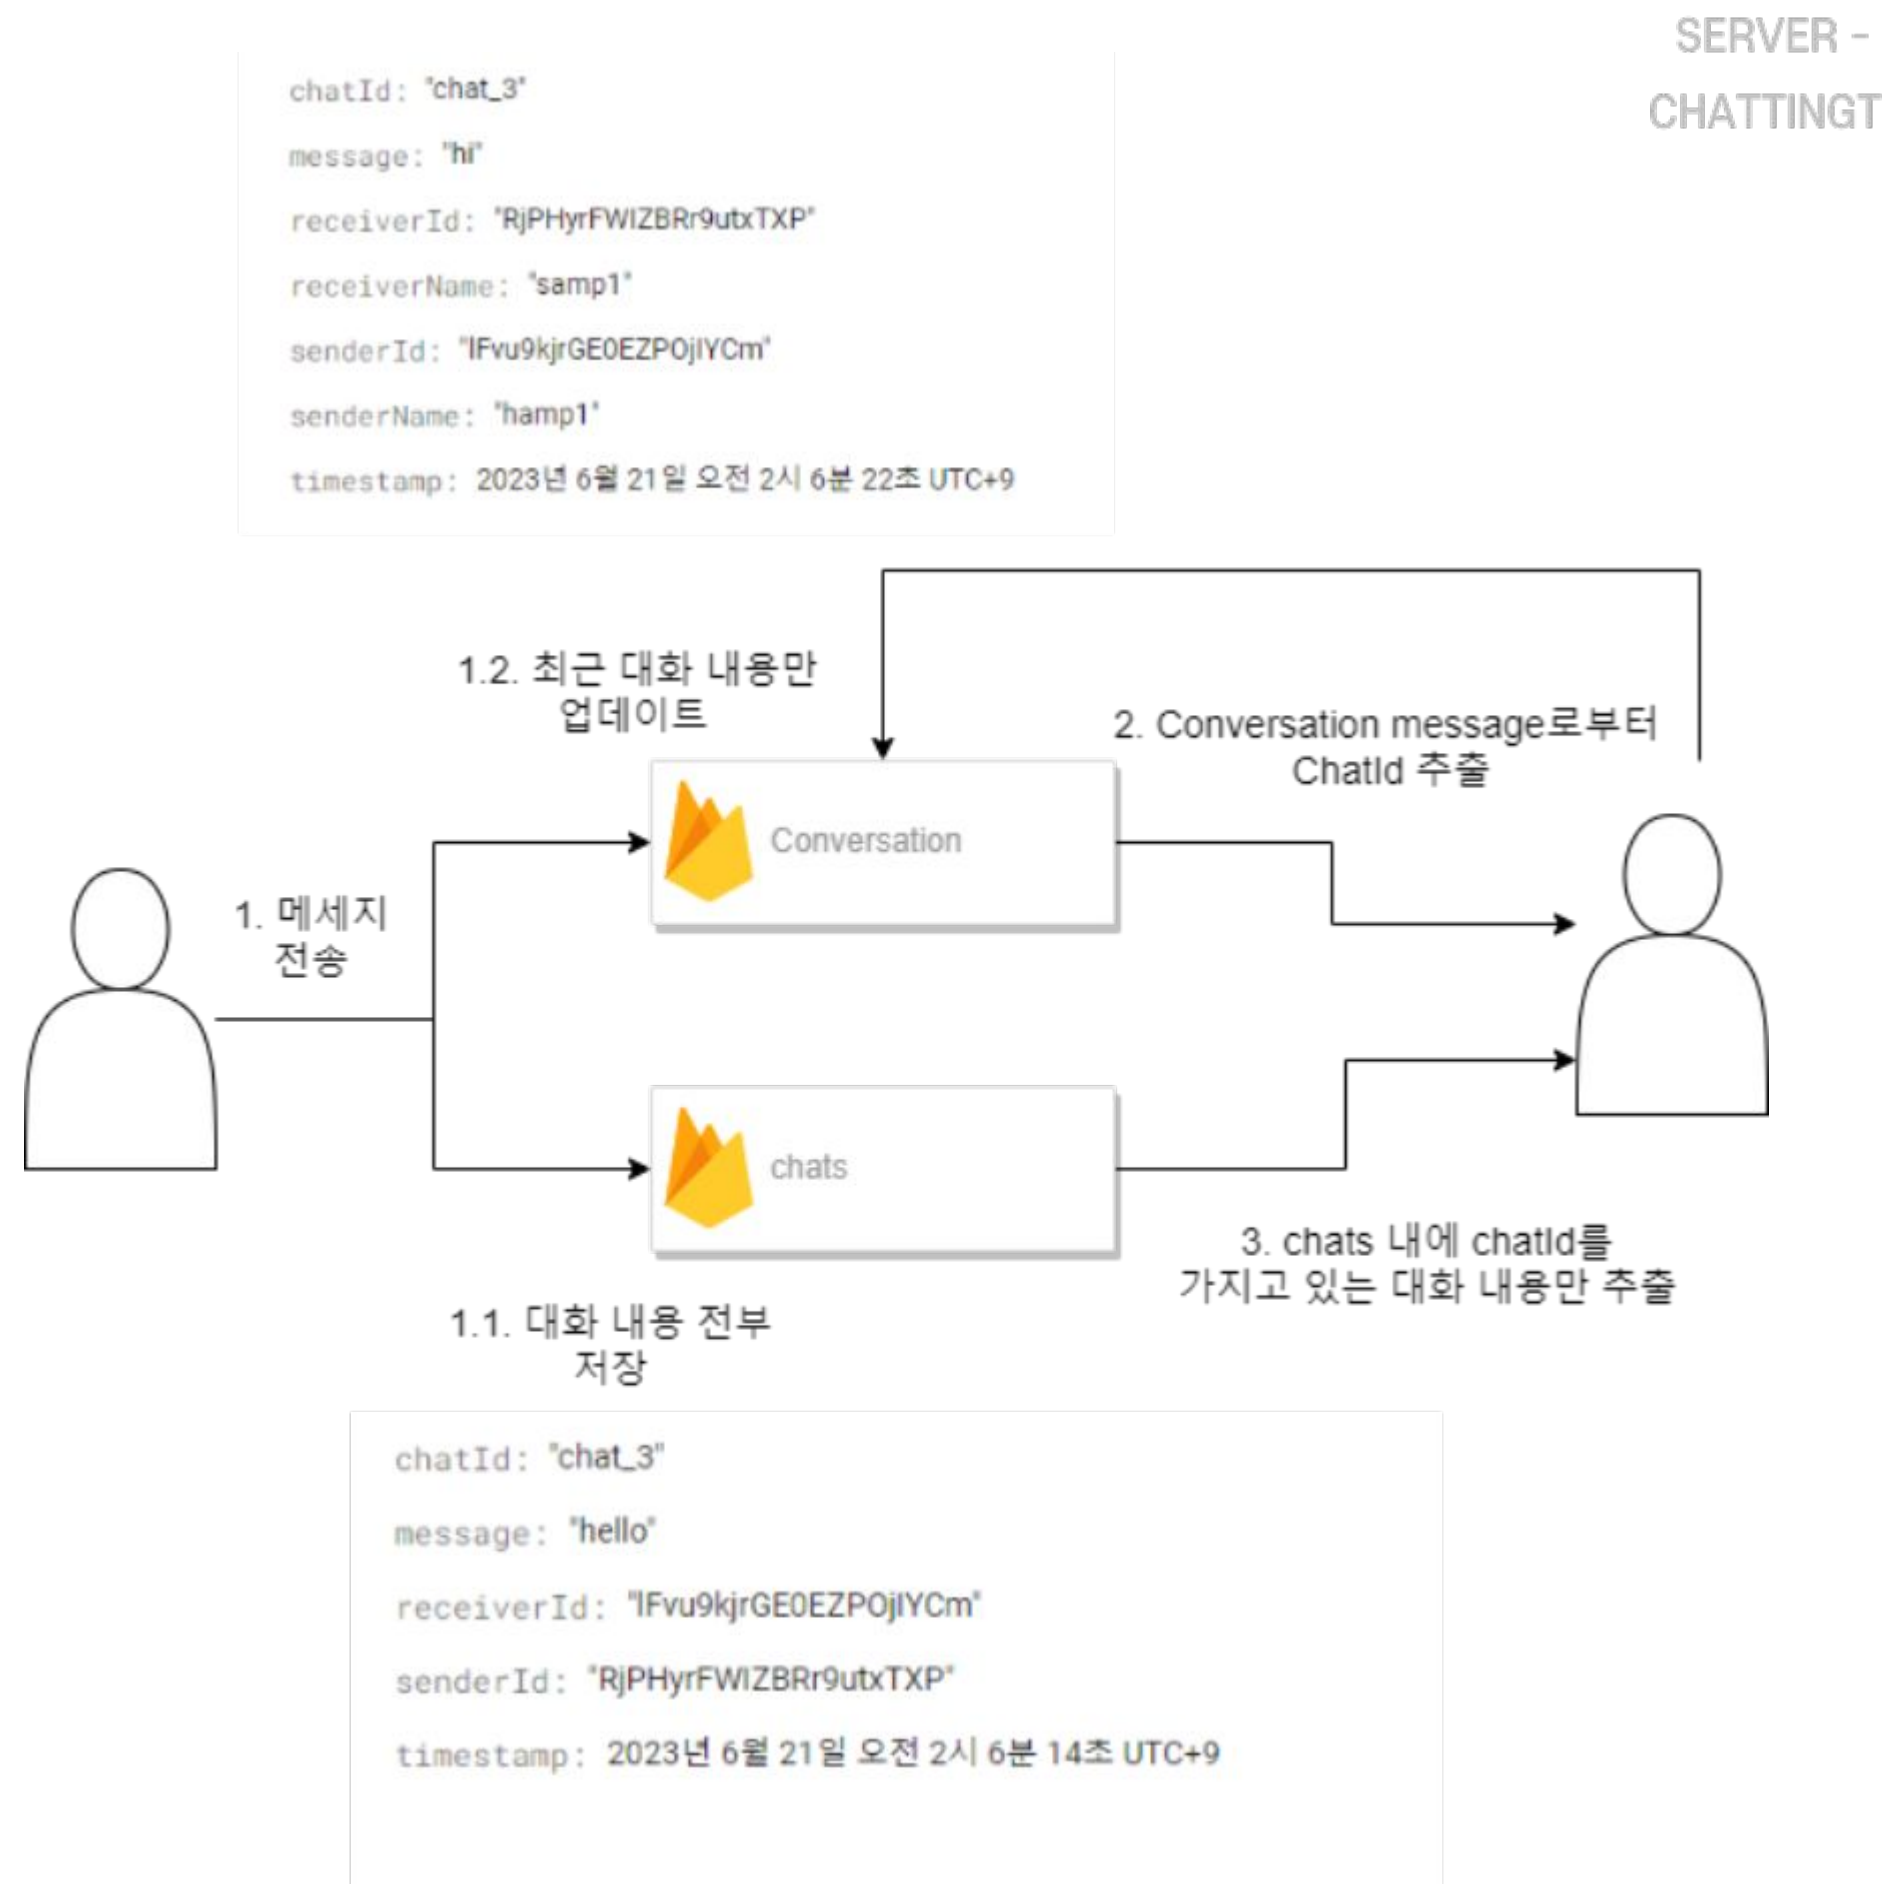 SERVER -
CHATTINGT
chatId: "chat_3"
message: "hi"
receiverId: "RjPHyrFWIZBRr9utxTXP"
receiverName: "samp1"
senderId: "lFvu9kjrGE0EZPOjIYCm"
senderName: "hamp1"
timestamp: 2023년 6월 21일 오전 2시 6분 22초 UTC+9
1.2. 최근 대화 내용만
업데이트
2. Conversation message로부터
ChatId 추출
Conversation
1. 메세지
전송
chats
3. chats 내에 chatId를
가지고 있는 대화 내용만 추출
1.1. 대화 내용 전부
저장
chatId: "chat_3"
message: "hello"
receiverId: "lFvu9kjrGE0EZPOjIYCm"
senderId: "RjPHyrFWIZBRr9utxTXP"
timestamp: 2023년 6월 21일 오전 2시 6분 14초 UTC+9